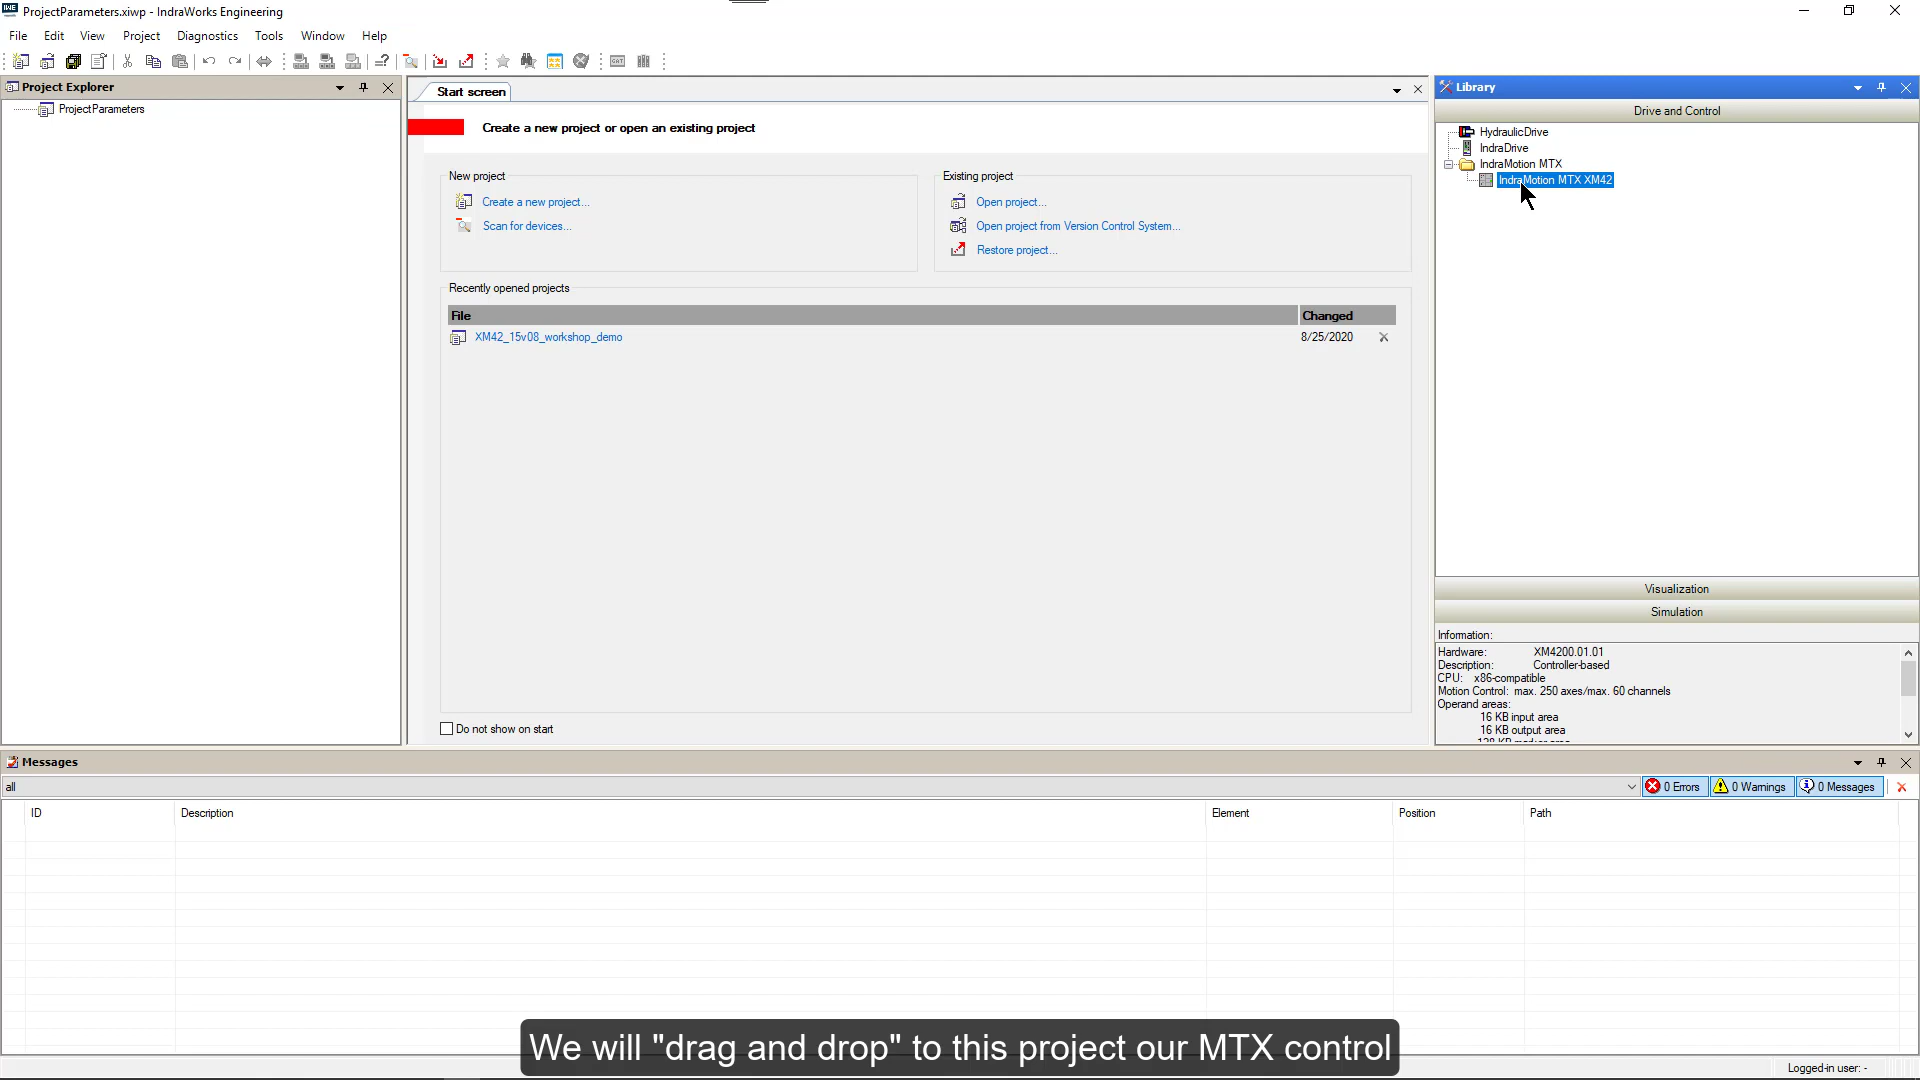 ProjectParameters.xiwp - IndraWorks Engineering
File Edit View Project Diagnostics Tools Window Help
Project Explorer
ProjectParameters
Start screen
Create a new project or open an existing project
New project
Create a new project...
Scan for devices...
Existing project
Open project...
Open project from Version Control System...
Restore project...
Recently opened projects
File Changed
XM42_15v08_workshop_demo 8/25/2020
Do not show on start
Library
Drive and Control
HydraulicDrive
IndraDrive
IndraMotion MTX
IndraMotion MTX XM42
Visualization
Simulation
Information:
Hardware: XM4200.01.01
Description: Controller-based
CPU: x86-compatible
Motion Control: max. 250 axes/max. 60 channels
Operand areas:
16 KB input area
16 KB output area
Messages
all 0 Errors 0 Warnings 0 Messages
ID Description Element Position Path
We will "drag and drop" to this project our MTX control
Logged-in user: -